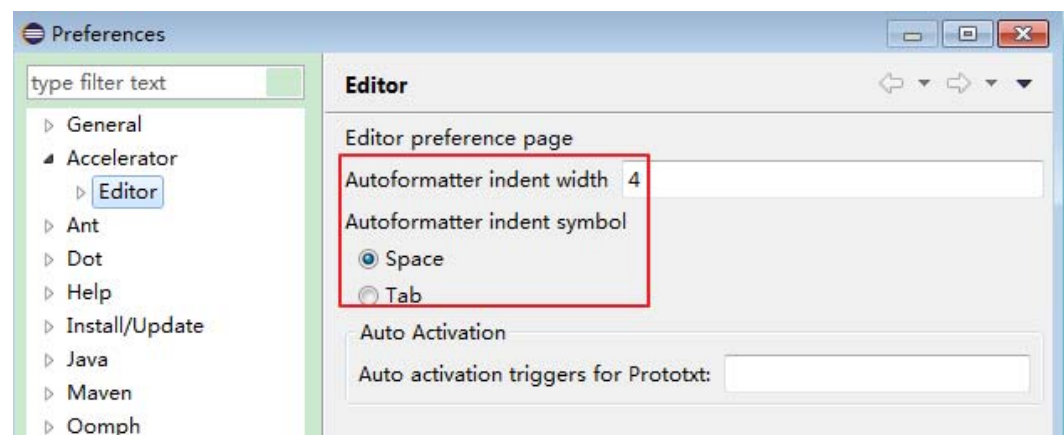 Preferences
type filter text
General
Accelerator
Editor
Ant
Dot
Help
Install/Update
Java
Maven
Oomph
Editor
Editor preference page
Autoformatter indent width 4
Autoformatter indent symbol
Space
Tab
Auto Activation
Auto activation triggers for Prototxt: